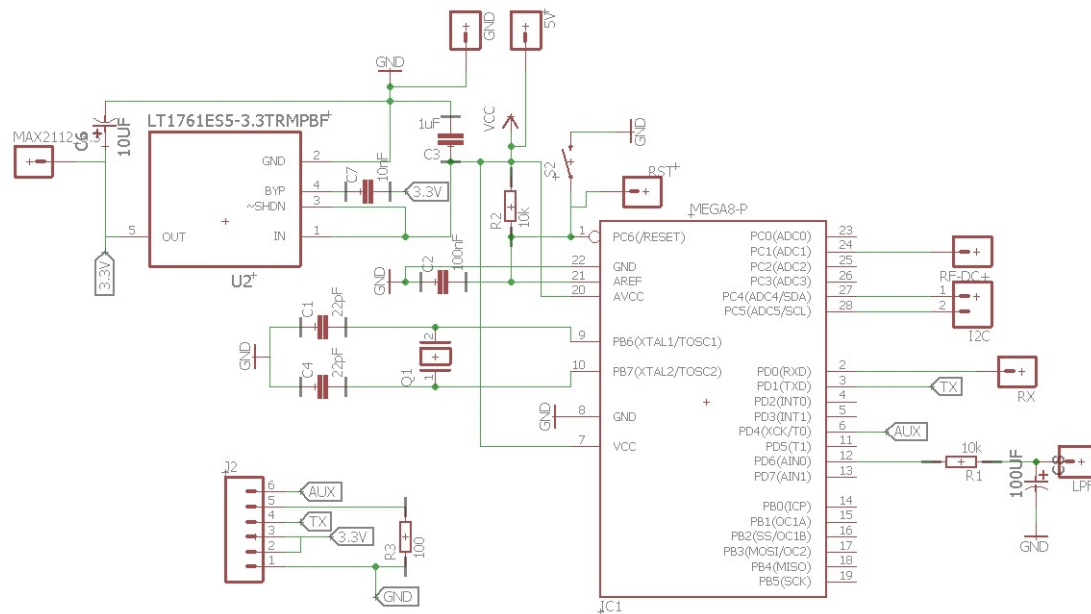 GND
5V
GND
LT1761ES5-3.3TRMPBF
MAX2112
C6
10UF
1uF
C3
VCC
GND
S2
RST
GND 2
BYP 4
~SHDN 3
IN 1
5 OUT
U2
C7
10nF
3.3V
3.3V
R2
10k
C2
100nF
GND
C1
22pF
C4
22pF
GND
Q1
2
1
GND
MEGA8-P
1 PC6(/RESET)
22 GND
21 AREF
20 AVCC
9 PB6(XTAL1/TOSC1)
10 PB7(XTAL2/TOSC2)
8 GND
7 VCC
PC0(ADC0) 23
PC1(ADC1) 24
PC2(ADC2) 25
PC3(ADC3) 26
PC4(ADC4/SDA) 27
PC5(ADC5/SCL) 28
PD0(RXD) 2
PD1(TXD) 3
PD2(INT0) 4
PD3(INT1) 5
PD4(XCK/T0) 6
PD5(T1) 11
PD6(AIN0) 12
PD7(AIN1) 13
PB0(ICP) 14
PB1(OC1A) 15
PB2(SS/OC1B) 16
PB3(MOSI/OC2) 17
PB4(MISO) 18
PB5(SCK) 19
IC1
RF-DC
1
2
I2C
RX
TX
AUX
10k
R1
100UF
C8
LPF
GND
J2
6 AUX
5
4 TX
3 3.3V
2
1
R3
100
GND